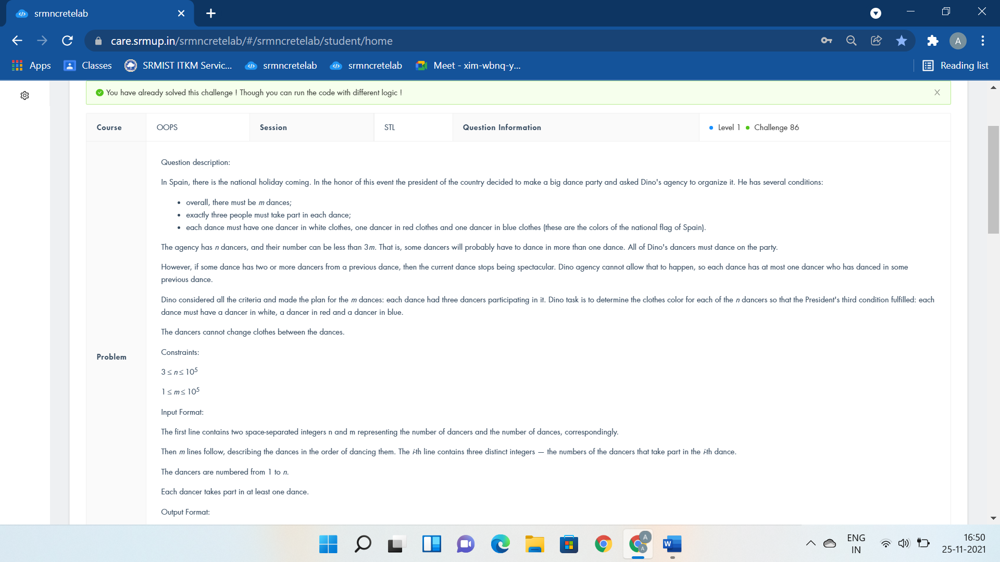 srmncretelab
care.srmup.in/srmncretelab/#/srmncretelab/student/home
A
Apps
Classes
SRMIST ITKM Servic...
srmncretelab
srmncretelab
Meet - xim-wbnq-y...
Reading list
You have already solved this challenge ! Though you can run the code with different logic !
Course OOPS Session STL Question Information Level 1 Challenge 86
Problem
Question description:
In Spain, there is the national holiday coming. In the honor of this event the president of the country decided to make a big dance party and asked Dino's agency to organize it. He has several conditions:
• overall, there must be m dances;
• exactly three people must take part in each dance;
• each dance must have one dancer in white clothes, one dancer in red clothes and one dancer in blue clothes (these are the colors of the national flag of Spain).
The agency has n dancers, and their number can be less than 3m. That is, some dancers will probably have to dance in more than one dance. All of Dino's dancers must dance on the party.
However, if some dance has two or more dancers from a previous dance, then the current dance stops being spectacular. Dino agency cannot allow that to happen, so each dance has at most one dancer who has danced in some
previous dance.
Dino considered all the criteria and made the plan for the m dances: each dance had three dancers participating in it. Dino task is to determine the clothes color for each of the n dancers so that the President's third condition fulfilled: each
dance must have a dancer in white, a dancer in red and a dancer in blue.
The dancers cannot change clothes between the dances.
Constraints:
3 ≤ n ≤ 10⁵
1 ≤ m ≤ 10⁵
Input Format:
The first line contains two space-separated integers n and m representing the number of dancers and the number of dances, correspondingly.
Then m lines follow, describing the dances in the order of dancing them. The i-th line contains three distinct integers — the numbers of the dancers that take part in the i-th dance.
The dancers are numbered from 1 to n.
Each dancer takes part in at least one dance.
Output Format:
A
A
W
ENG
IN
16:50
25-11-2021